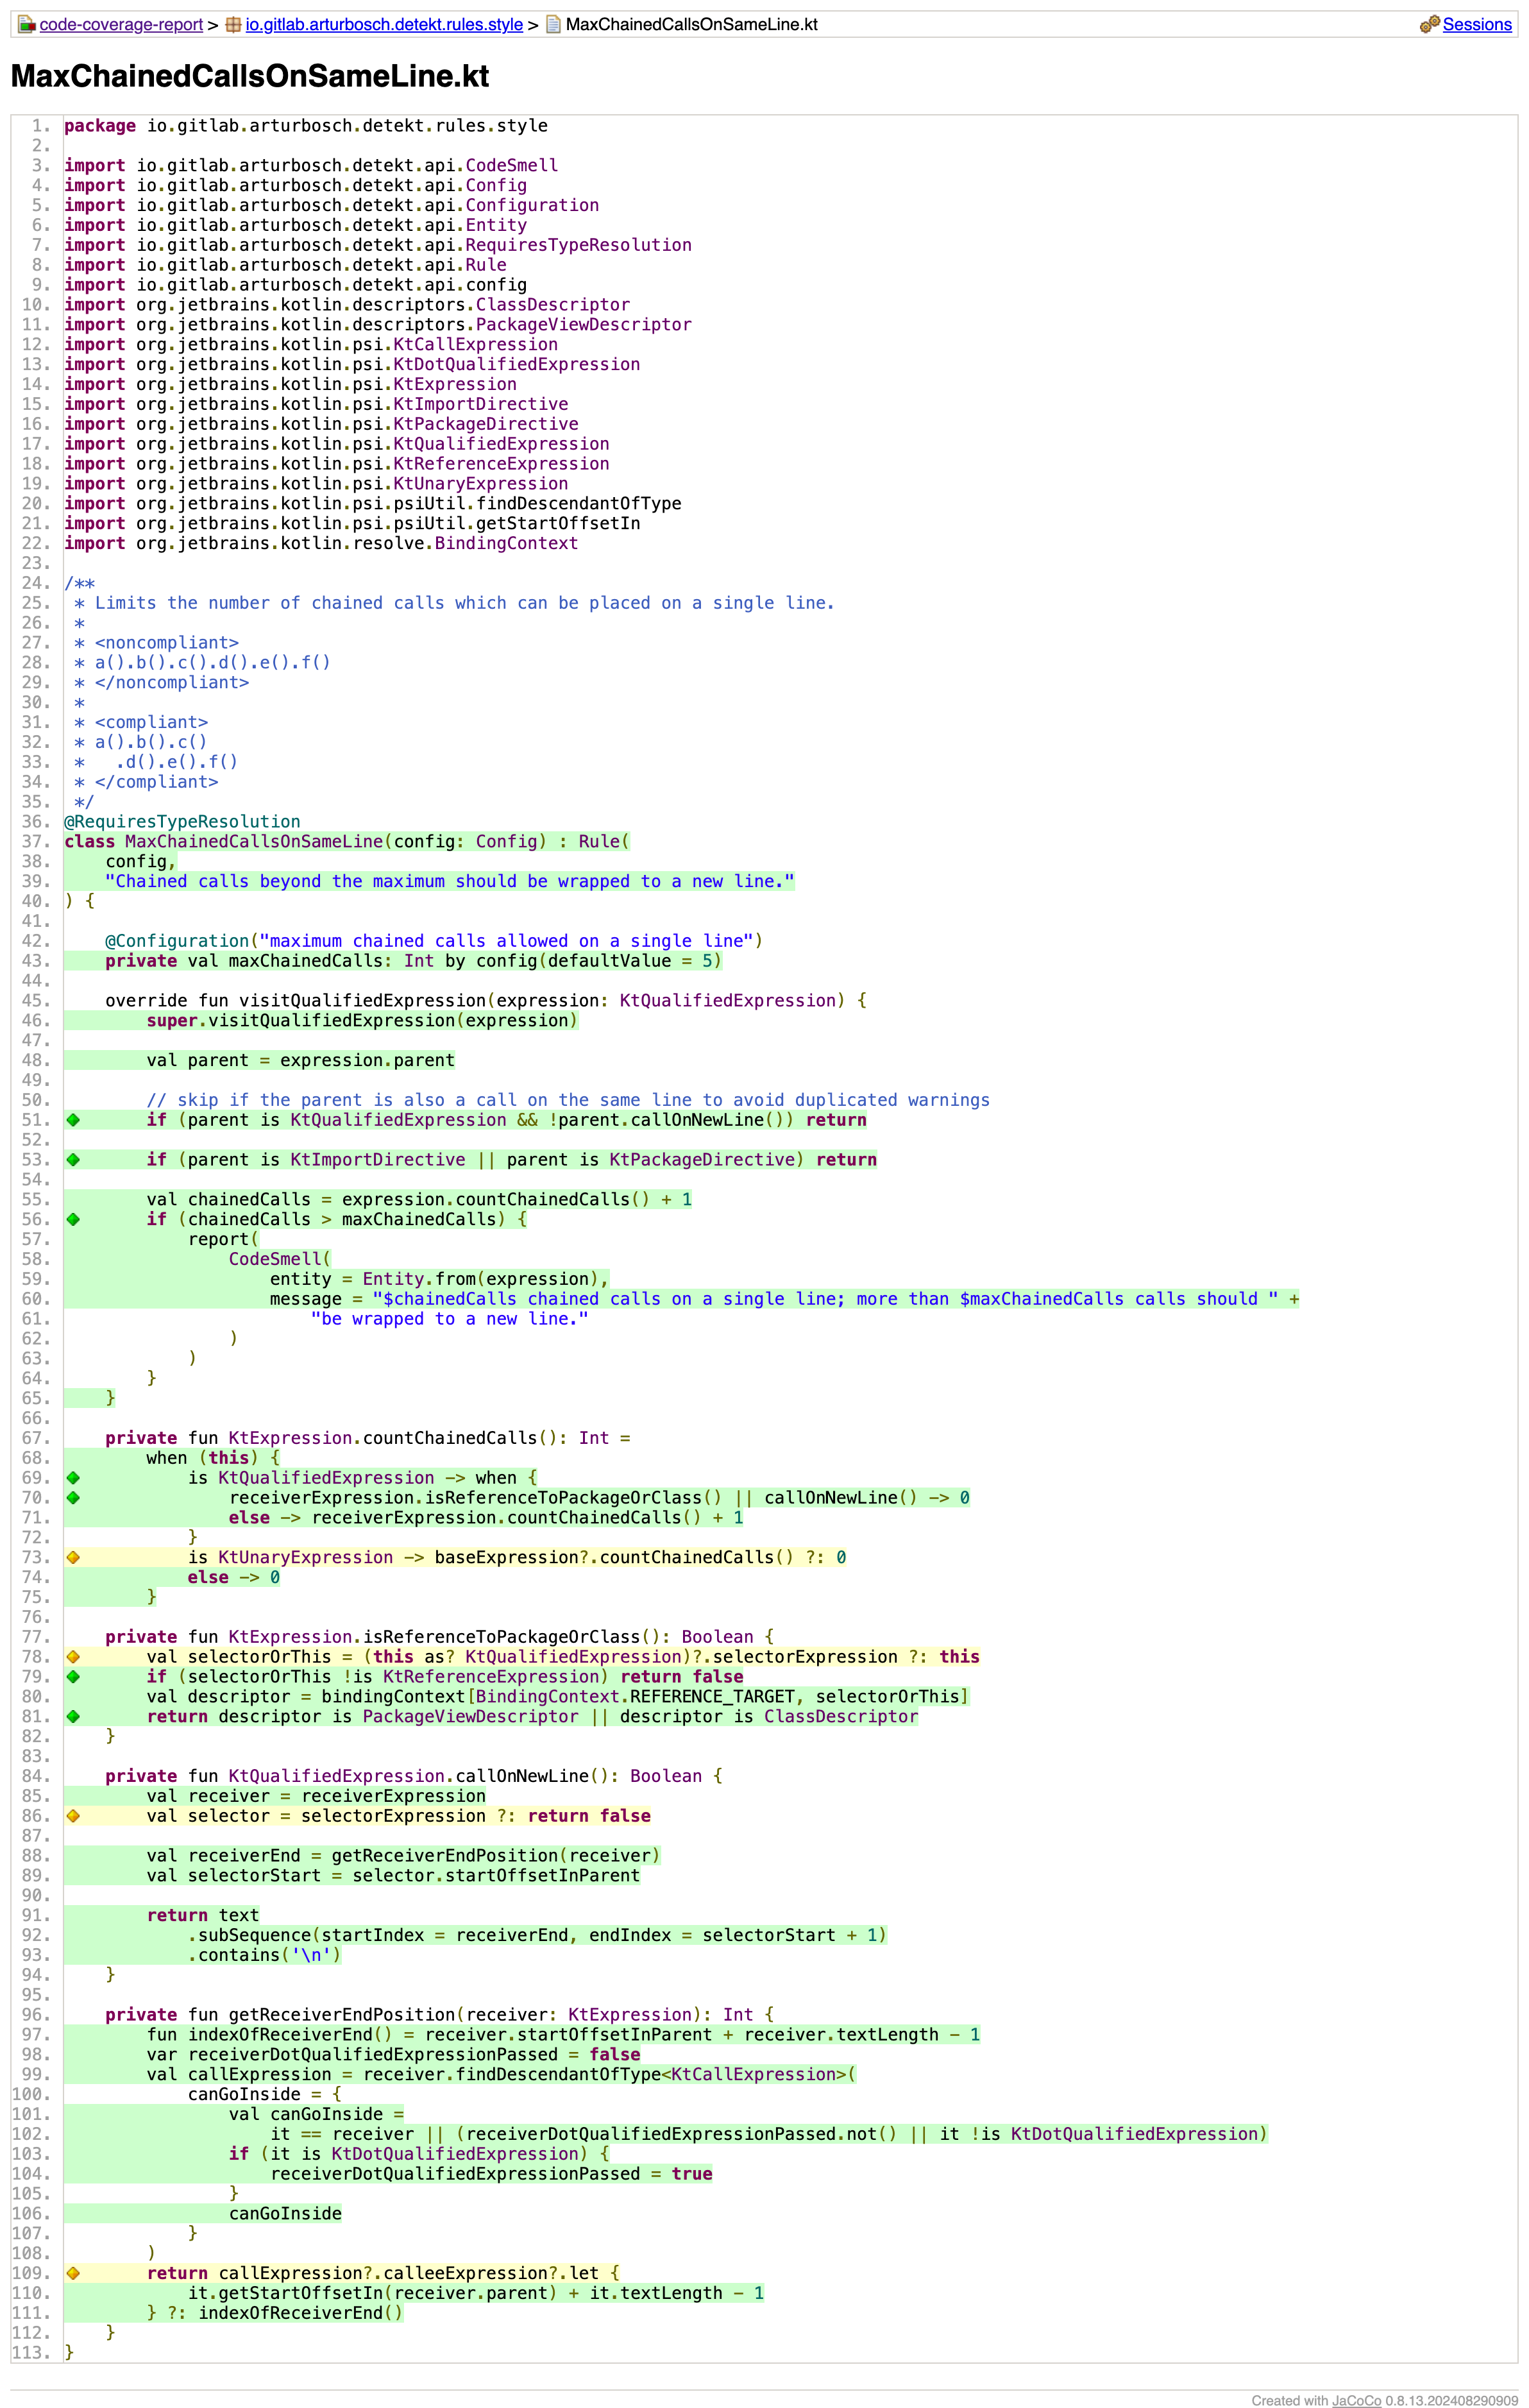 code-coverage-report > io.gitlab.arturbosch.detekt.rules.style > MaxChainedCallsOnSameLine.kt Sessions
MaxChainedCallsOnSameLine.kt
1. package io.gitlab.arturbosch.detekt.rules.style
2.
3. import io.gitlab.arturbosch.detekt.api.CodeSmell
4. import io.gitlab.arturbosch.detekt.api.Config
5. import io.gitlab.arturbosch.detekt.api.Configuration
6. import io.gitlab.arturbosch.detekt.api.Entity
7. import io.gitlab.arturbosch.detekt.api.RequiresTypeResolution
8. import io.gitlab.arturbosch.detekt.api.Rule
9. import io.gitlab.arturbosch.detekt.api.config
10. import org.jetbrains.kotlin.descriptors.ClassDescriptor
11. import org.jetbrains.kotlin.descriptors.PackageViewDescriptor
12. import org.jetbrains.kotlin.psi.KtCallExpression
13. import org.jetbrains.kotlin.psi.KtDotQualifiedExpression
14. import org.jetbrains.kotlin.psi.KtExpression
15. import org.jetbrains.kotlin.psi.KtImportDirective
16. import org.jetbrains.kotlin.psi.KtPackageDirective
17. import org.jetbrains.kotlin.psi.KtQualifiedExpression
18. import org.jetbrains.kotlin.psi.KtReferenceExpression
19. import org.jetbrains.kotlin.psi.KtUnaryExpression
20. import org.jetbrains.kotlin.psi.psiUtil.findDescendantOfType
21. import org.jetbrains.kotlin.psi.psiUtil.getStartOffsetIn
22. import org.jetbrains.kotlin.resolve.BindingContext
23.
24. /**
25.  * Limits the number of chained calls which can be placed on a single line.
26.  *
27.  * <noncompliant>
28.  * a().b().c().d().e().f()
29.  * </noncompliant>
30.  *
31.  * <compliant>
32.  * a().b().c()
33.  *   .d().e().f()
34.  * </compliant>
35.  */
36. @RequiresTypeResolution
37. class MaxChainedCallsOnSameLine(config: Config) : Rule(
38.     config,
39.     "Chained calls beyond the maximum should be wrapped to a new line."
40. ) {
41.
42.     @Configuration("maximum chained calls allowed on a single line")
43.     private val maxChainedCalls: Int by config(defaultValue = 5)
44.
45.     override fun visitQualifiedExpression(expression: KtQualifiedExpression) {
46.         super.visitQualifiedExpression(expression)
47.
48.         val parent = expression.parent
49.
50.         // skip if the parent is also a call on the same line to avoid duplicated warnings
51.         if (parent is KtQualifiedExpression && !parent.callOnNewLine()) return
52.
53.         if (parent is KtImportDirective || parent is KtPackageDirective) return
54.
55.         val chainedCalls = expression.countChainedCalls() + 1
56.         if (chainedCalls > maxChainedCalls) {
57.             report(
58.                 CodeSmell(
59.                     entity = Entity.from(expression),
60.                     message = "$chainedCalls chained calls on a single line; more than $maxChainedCalls calls should " +
61.                         "be wrapped to a new line."
62.                 )
63.             )
64.         }
65.     }
66.
67.     private fun KtExpression.countChainedCalls(): Int =
68.         when (this) {
69.             is KtQualifiedExpression -> when {
70.                 receiverExpression.isReferenceToPackageOrClass() || callOnNewLine() -> 0
71.                 else -> receiverExpression.countChainedCalls() + 1
72.             }
73.             is KtUnaryExpression -> baseExpression?.countChainedCalls() ?: 0
74.             else -> 0
75.         }
76.
77.     private fun KtExpression.isReferenceToPackageOrClass(): Boolean {
78.         val selectorOrThis = (this as? KtQualifiedExpression)?.selectorExpression ?: this
79.         if (selectorOrThis !is KtReferenceExpression) return false
80.         val descriptor = bindingContext[BindingContext.REFERENCE_TARGET, selectorOrThis]
81.         return descriptor is PackageViewDescriptor || descriptor is ClassDescriptor
82.     }
83.
84.     private fun KtQualifiedExpression.callOnNewLine(): Boolean {
85.         val receiver = receiverExpression
86.         val selector = selectorExpression ?: return false
87.
88.         val receiverEnd = getReceiverEndPosition(receiver)
89.         val selectorStart = selector.startOffsetInParent
90.
91.         return text
92.             .subSequence(startIndex = receiverEnd, endIndex = selectorStart + 1)
93.             .contains('\n')
94.     }
95.
96.     private fun getReceiverEndPosition(receiver: KtExpression): Int {
97.         fun indexOfReceiverEnd() = receiver.startOffsetInParent + receiver.textLength - 1
98.         var receiverDotQualifiedExpressionPassed = false
99.         val callExpression = receiver.findDescendantOfType<KtCallExpression>(
100.             canGoInside = {
101.                 val canGoInside =
102.                     it == receiver || (receiverDotQualifiedExpressionPassed.not() || it !is KtDotQualifiedExpression)
103.                 if (it is KtDotQualifiedExpression) {
104.                     receiverDotQualifiedExpressionPassed = true
105.                 }
106.                 canGoInside
107.             }
108.         )
109.         return callExpression?.calleeExpression?.let {
110.             it.getStartOffsetIn(receiver.parent) + it.textLength - 1
111.         } ?: indexOfReceiverEnd()
112.     }
113. }
Created with JaCoCo 0.8.13.202408290909